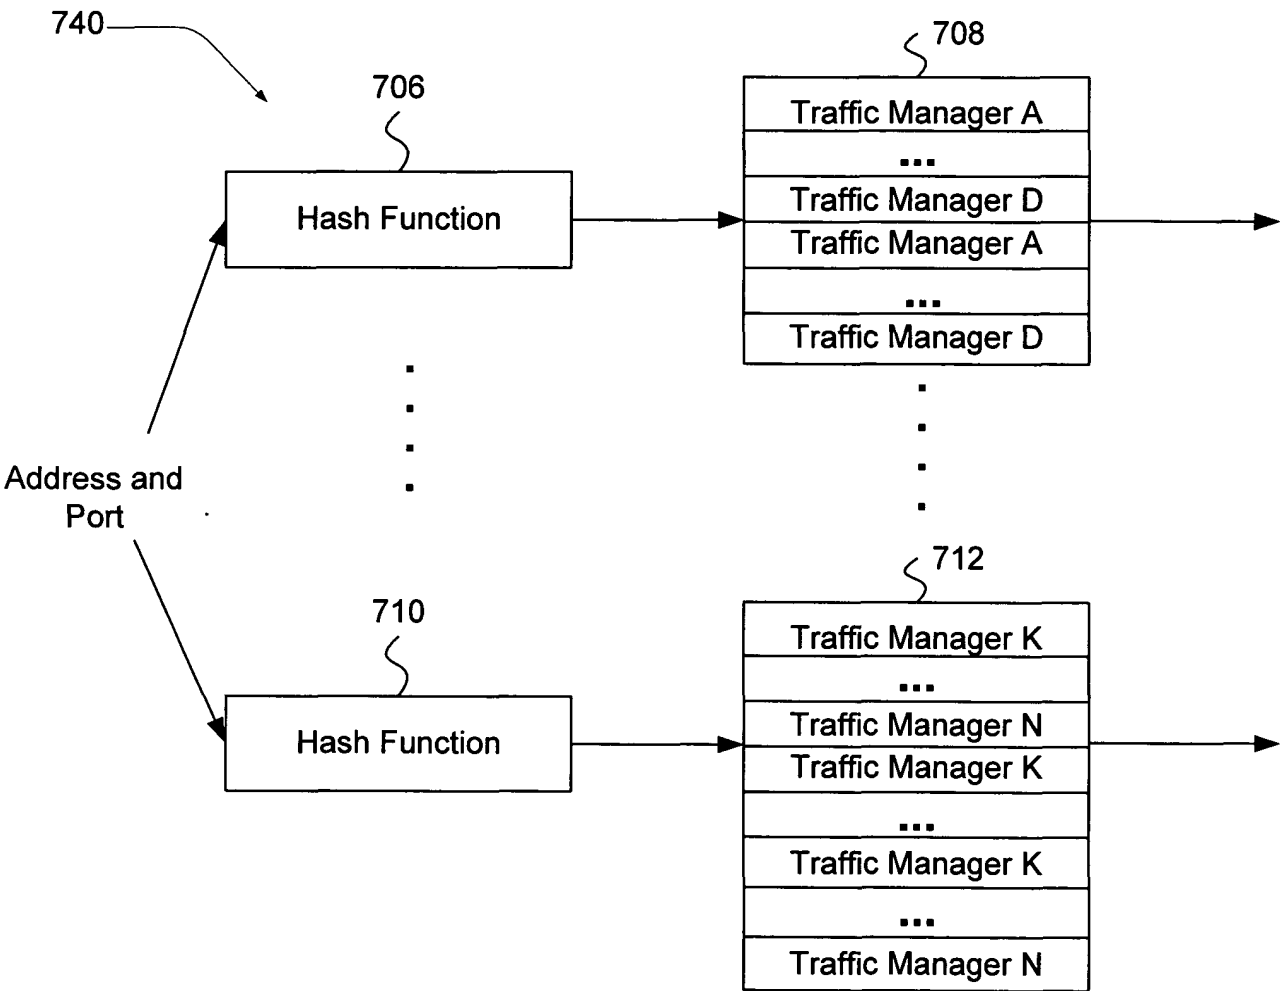 740
708
706
Traffic Manager A
...
Traffic Manager D
Hash Function
Traffic Manager A
...
Traffic Manager D
Address and
Port
712
710
Traffic Manager K
...
Traffic Manager N
Hash Function
Traffic Manager K
...
Traffic Manager K
...
Traffic Manager N